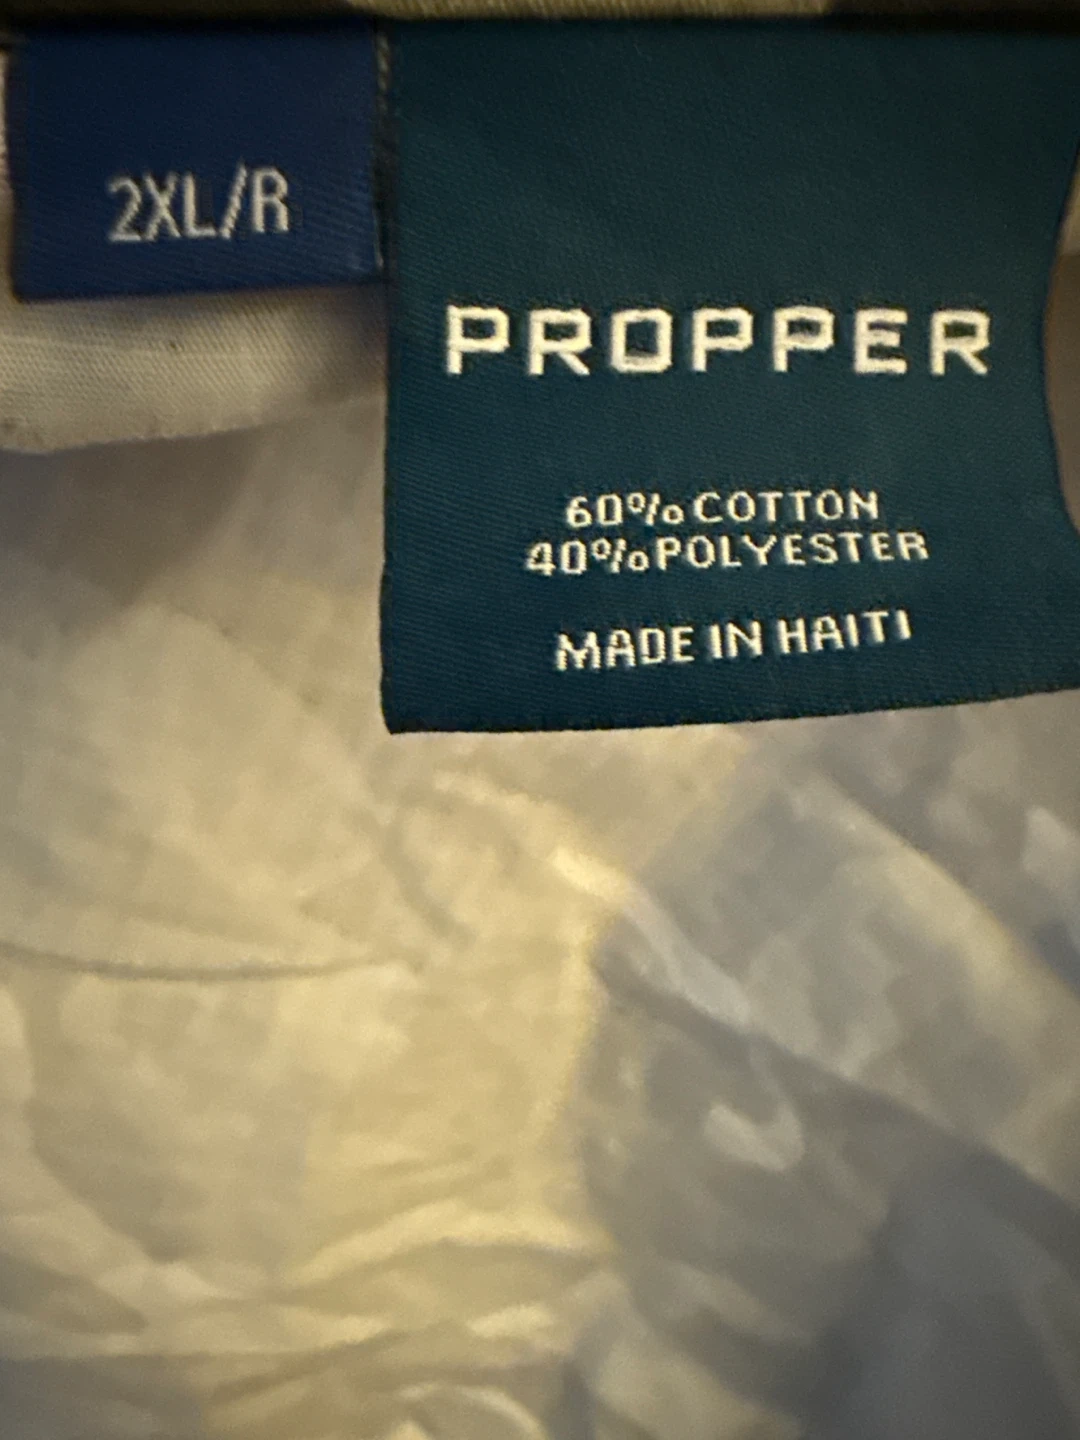 2XL/R
PROPPER
60% COTTON
40% POLYESTER
MADE IN HAITI